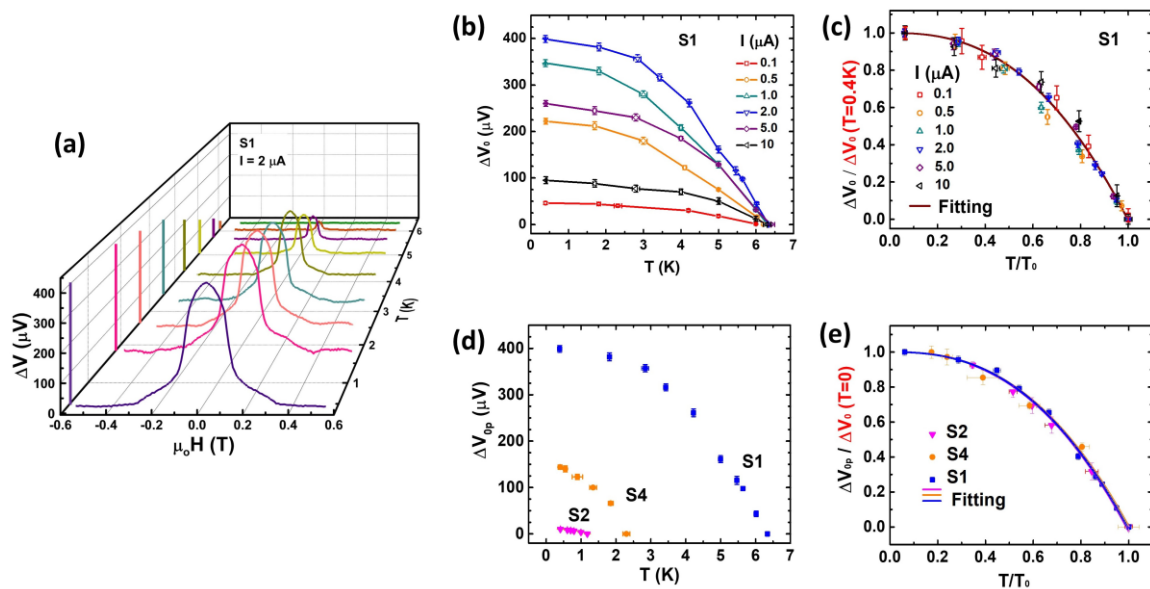 (a)
S1
I = 2 μA
400
300
200
100
0
ΔV (μV)
-0.6 -0.4 -0.2 0.0 0.2 0.4 0.6
μ₀H (T)
1
2
3
4
5
6
T (K)
(b)
S1
I (μA)
0.1
0.5
1.0
2.0
5.0
10
400
300
200
100
0
ΔV₀ (μV)
0 1 2 3 4 5 6 7
T (K)
(c)
S1
I (μA)
0.1
0.5
1.0
2.0
5.0
10
Fitting
1.0
0.8
0.6
0.4
0.2
0.0
ΔV₀ / ΔV₀ (T=0.4K)
0.0 0.2 0.4 0.6 0.8 1.0
T/T₀
(d)
400
300
200
100
0
ΔV₀ₚ (μV)
S1
S4
S2
0 1 2 3 4 5 6 7
T (K)
(e)
1.0
0.8
0.6
0.4
0.2
0.0
ΔV₀ₚ / ΔV₀ (T=0)
S2
S4
S1
Fitting
0.0 0.2 0.4 0.6 0.8 1.0
T/T₀